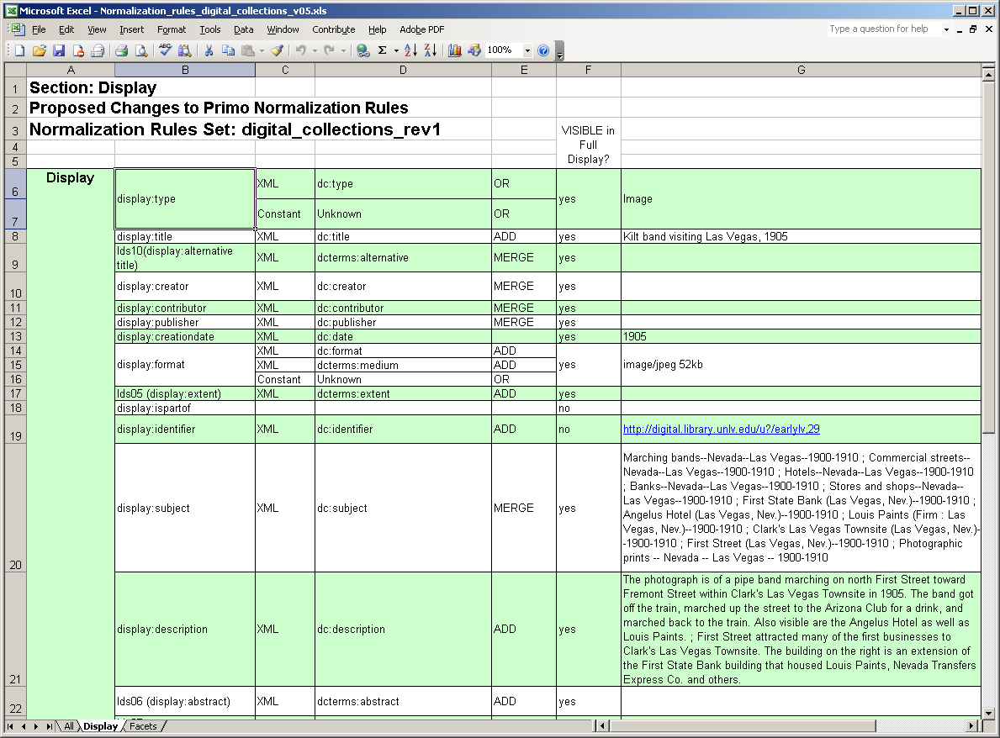 Microsoft Excel - Normalization_rules_digital_collections_v05.xls
File Edit View Insert Format Tools Data Window Contribute Help Adobe PDF Type a question for help
100%
A B C D E F G
1 Section: Display
2 Proposed Changes to Primo Normalization Rules
3 Normalization Rules Set: digital_collections_rev1
VISIBLE in
4 Full
5 Display?
Display
6 XML dc:type OR
display:type yes Image
7 Constant Unknown OR
8 display:title XML dc:title ADD yes Kilt band visiting Las Vegas, 1905
lds10(display:alternative
9 title) XML dcterms:alternative MERGE yes
10 display:creator XML dc:creator MERGE yes
11 display:contributor XML dc:contributor MERGE yes
12 display:publisher XML dc:publisher MERGE yes
13 display:creationdate XML dc:date yes 1905
14 XML dc:format ADD
15 display:format XML dcterms:medium ADD yes image/jpeg 52kb
16 Constant Unknown OR
17 lds05 (display:extent) XML dcterms:extent ADD yes
18 display:ispartof no
19 display:identifier XML dc:identifier ADD no http://digital.library.unlv.edu/u?/earlylv,29
20 display:subject XML dc:subject MERGE yes
Marching bands--Nevada--Las Vegas--1900-1910 ; Commercial streets--
Nevada--Las Vegas--1900-1910 ; Hotels--Nevada--Las Vegas--1900-1910
; Banks--Nevada--Las Vegas--1900-1910 ; Stores and shops--Nevada--
Las Vegas--1900-1910 ; First State Bank (Las Vegas, Nev.)--1900-1910 ;
Angelus Hotel (Las Vegas, Nev.)--1900-1910 ; Louis Paints (Firm : Las
Vegas, Nev.)--1900-1910 ; Clark's Las Vegas Townsite (Las Vegas, Nev.)-
-1900-1910 ; First Street (Las Vegas, Nev.)--1900-1910 ; Photographic
prints -- Nevada -- Las Vegas -- 1900-1910
21 display:description XML dc:description ADD yes
The photograph is of a pipe band marching on north First Street toward
Fremont Street within Clark's Las Vegas Townsite in 1905. The band got
off the train, marched up the street to the Arizona Club for a drink, and
marched back to the train. Also visible are the Angelus Hotel as well as
Louis Paints. ; First Street attracted many of the first businesses to
Clark's Las Vegas Townsite. The building on the right is an extension of
the First State Bank building that housed Louis Paints, Nevada Transfers
Express Co. and others.
22 lds06 (display:abstract) XML dcterms:abstract ADD yes
All Display Facets